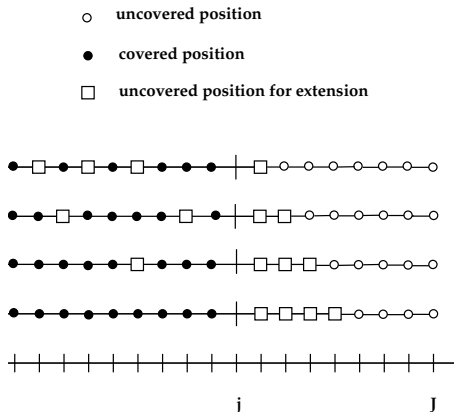 uncovered position
covered position
uncovered position for extension
j J